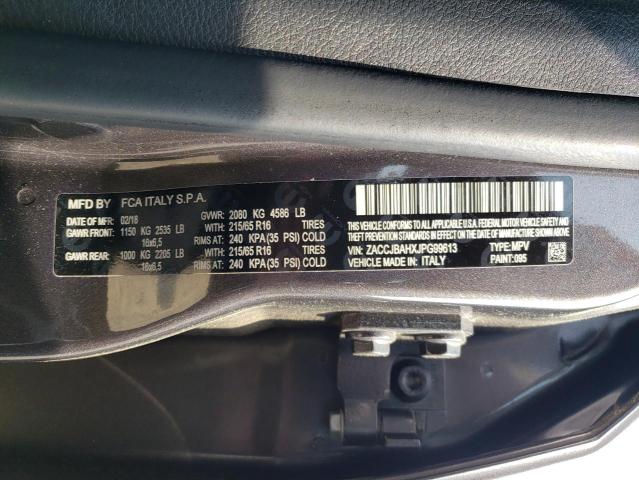 MFD BY FCA ITALY S.P.A.
DATE OF MFR: 02/18 GVWR: 2080 KG 4586 LB
GAWR FRONT: 1150 KG 2535 LB WITH: 215/65 R16 TIRES
16x6,5 RIMS AT: 240 KPA(35 PSI) COLD
GAWR REAR: 1000 KG 2205 LB WITH: 215/65 R16 TIRES
16x6,5 RIMS AT: 240 KPA(35 PSI) COLD
THIS VEHICLE CONFORMS TO ALL APPLICABLE U.S.A. FEDERAL
MOTOR VEHICLE SAFETY, BUMPER, AND THEFT
PREVENTION STANDARDS IN EFFECT ON THE DATE OF
MANUFACTURE SHOWN ABOVE.
VIN: ZACCJBAHXJPG99613 TYPE: MPV
VEHICLE MADE IN: ITALY PAINT: 095